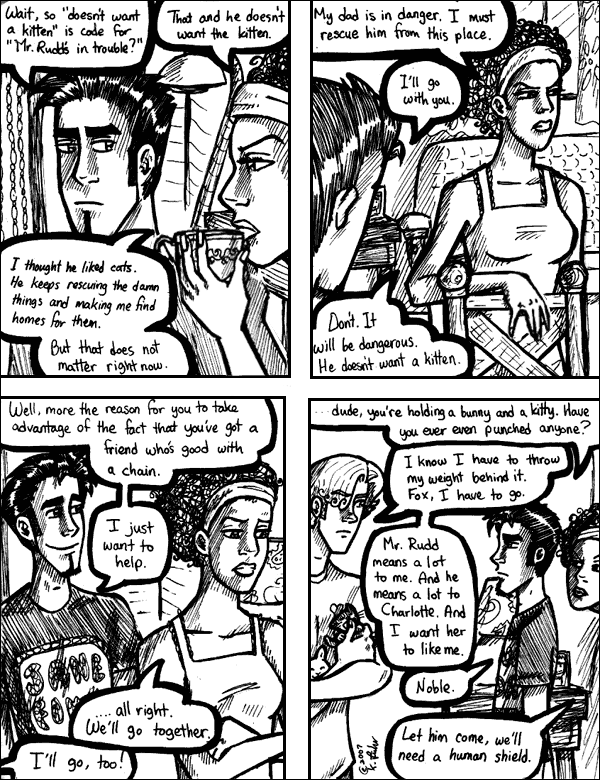 Wait, so "doesn't want
a kitten" is code for
"Mr. Rudd's in trouble?"
That and he doesn't
want the kitten.
I thought he liked cats.
He keeps rescuing the damn
things and making me find
homes for them.
But that does not
matter right now.
My dad is in danger. I must
rescue him from this place.
I'll go
with you.
Don't. It
will be dangerous.
He doesn't want a kitten.
Well, more the reason for you to take
advantage of the fact that you've got a
friend who's good with
a chain.
I just
want to
help.
.... all right.
We'll go together.
I'll go, too!
... dude, you're holding a bunny and a kitty. Have
you ever even punched anyone?
I know I have to throw
my weight behind it.
Fox, I have to go.
Mr. Rudd
means a lot
to me. And he
means a lot to
Charlotte. And
I want her
to like me.
Noble.
Let him come, we'll
need a human shield.
©2007